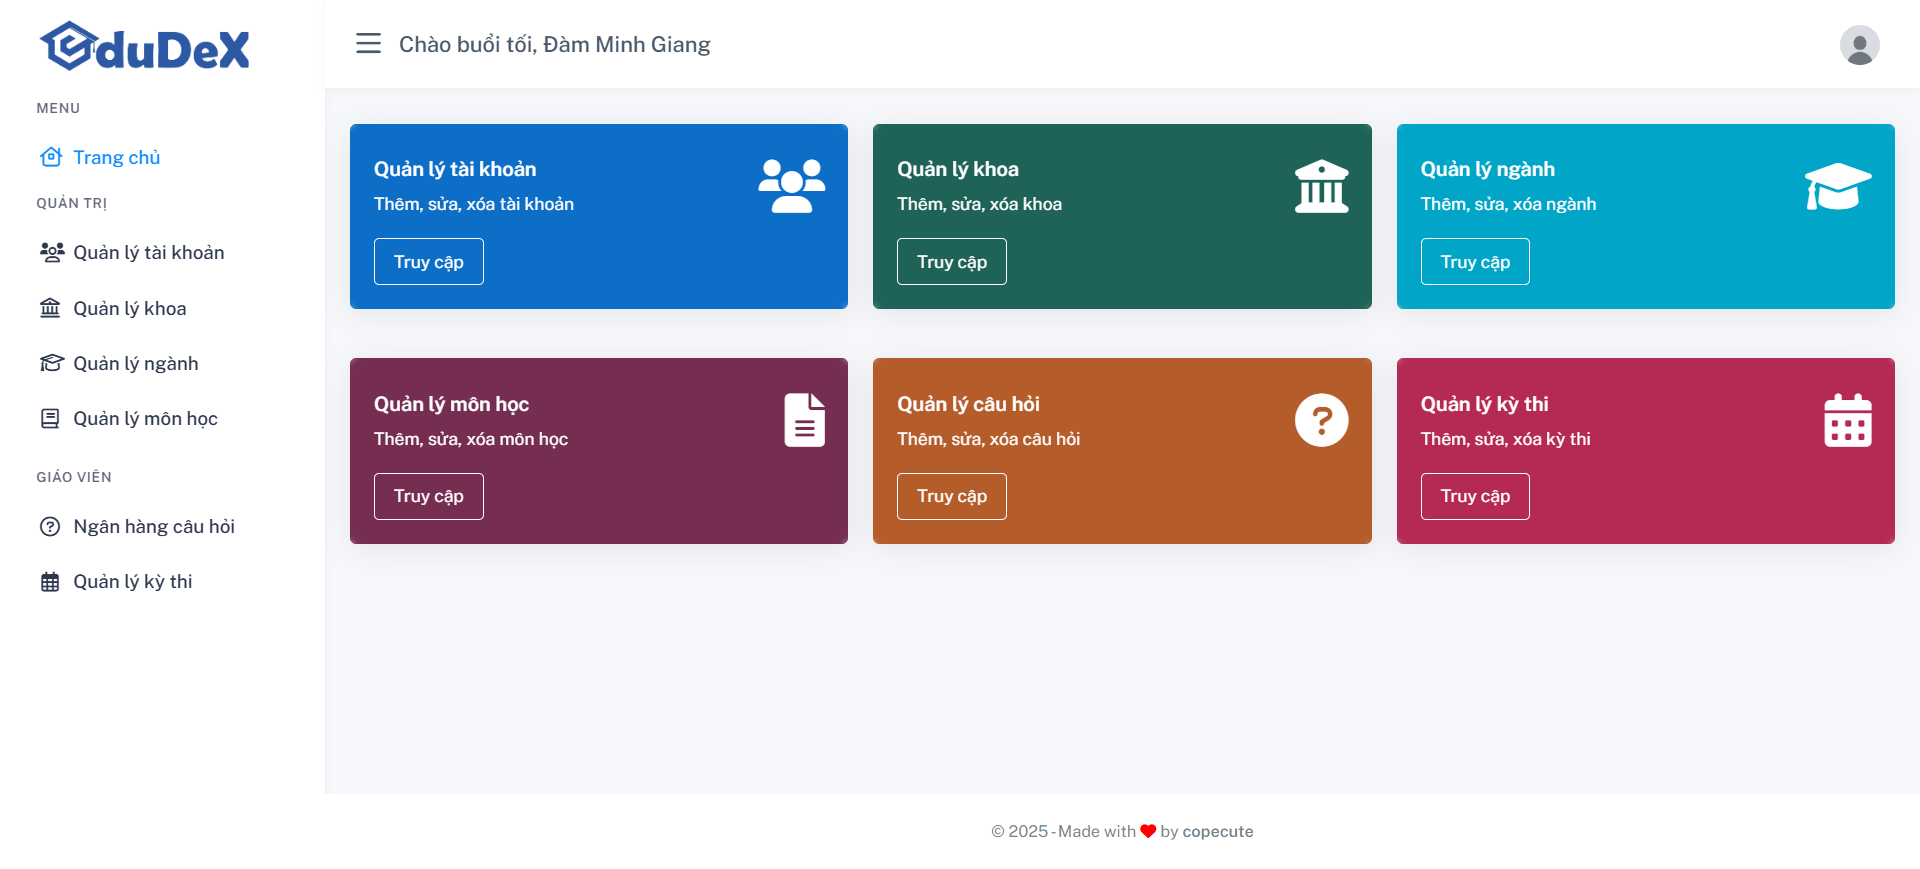 EduDeX
MENU
Trang chủ
QUẢN TRỊ
Quản lý tài khoản
Quản lý khoa
Quản lý ngành
Quản lý môn học
GIÁO VIÊN
Ngân hàng câu hỏi
Quản lý kỳ thi
Chào buổi tối, Đàm Minh Giang
Quản lý tài khoản
Thêm, sửa, xóa tài khoản
Truy cập
Quản lý khoa
Thêm, sửa, xóa khoa
Truy cập
Quản lý ngành
Thêm, sửa, xóa ngành
Truy cập
Quản lý môn học
Thêm, sửa, xóa môn học
Truy cập
Quản lý câu hỏi
Thêm, sửa, xóa câu hỏi
Truy cập
Quản lý kỳ thi
Thêm, sửa, xóa kỳ thi
Truy cập
© 2025 - Made with ❤ by copecute